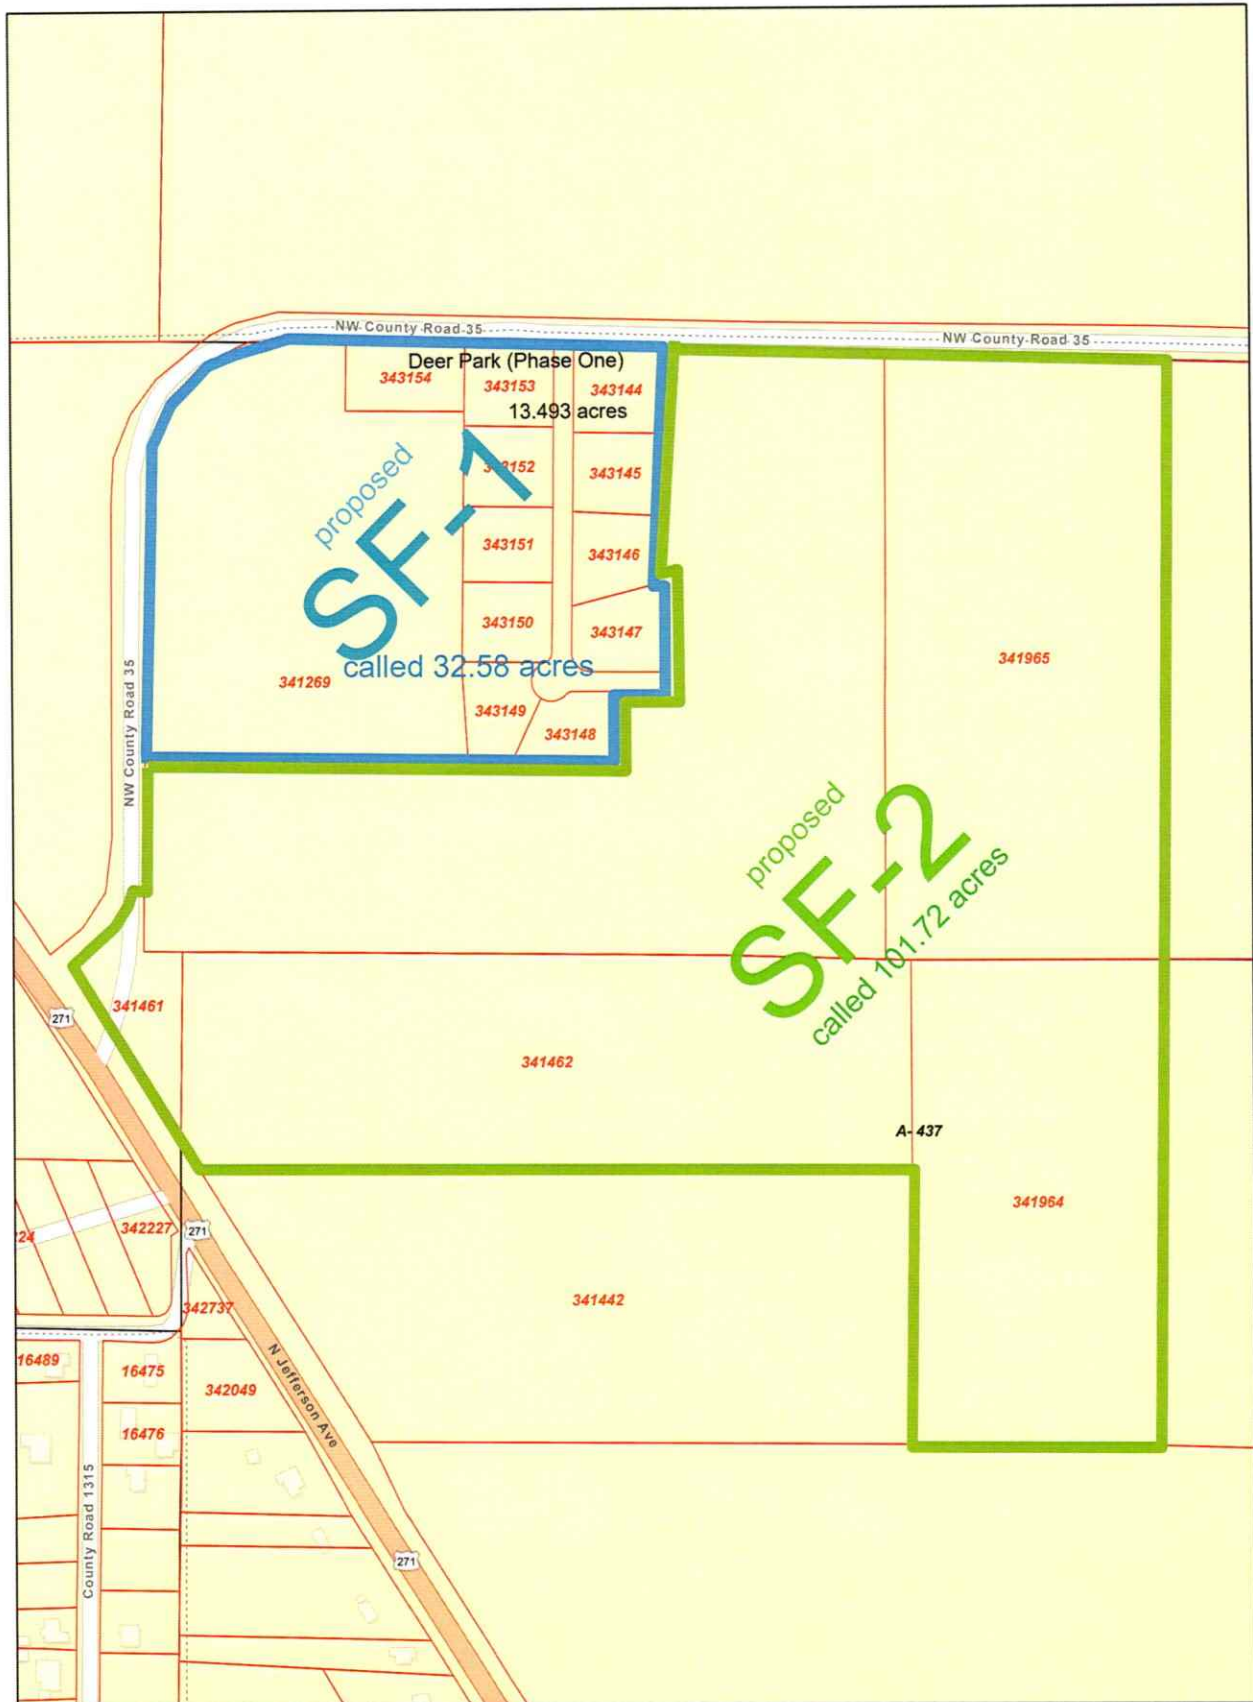 NW County Road 35
NW County Road 35
Deer Park (Phase One)
343154
343153
343144
13.493 acres
343152
343145
proposed
SF-1
343151
343146
343150
343147
called 32.58 acres
341269
341965
343149
343148
NW County Road 35
proposed
SF-2
called 101.72 acres
341461
271
341462
A-437
341964
24
342227
271
341442
342737
N Jefferson Ave
16489
16475
342049
16476
County Road 1315
271